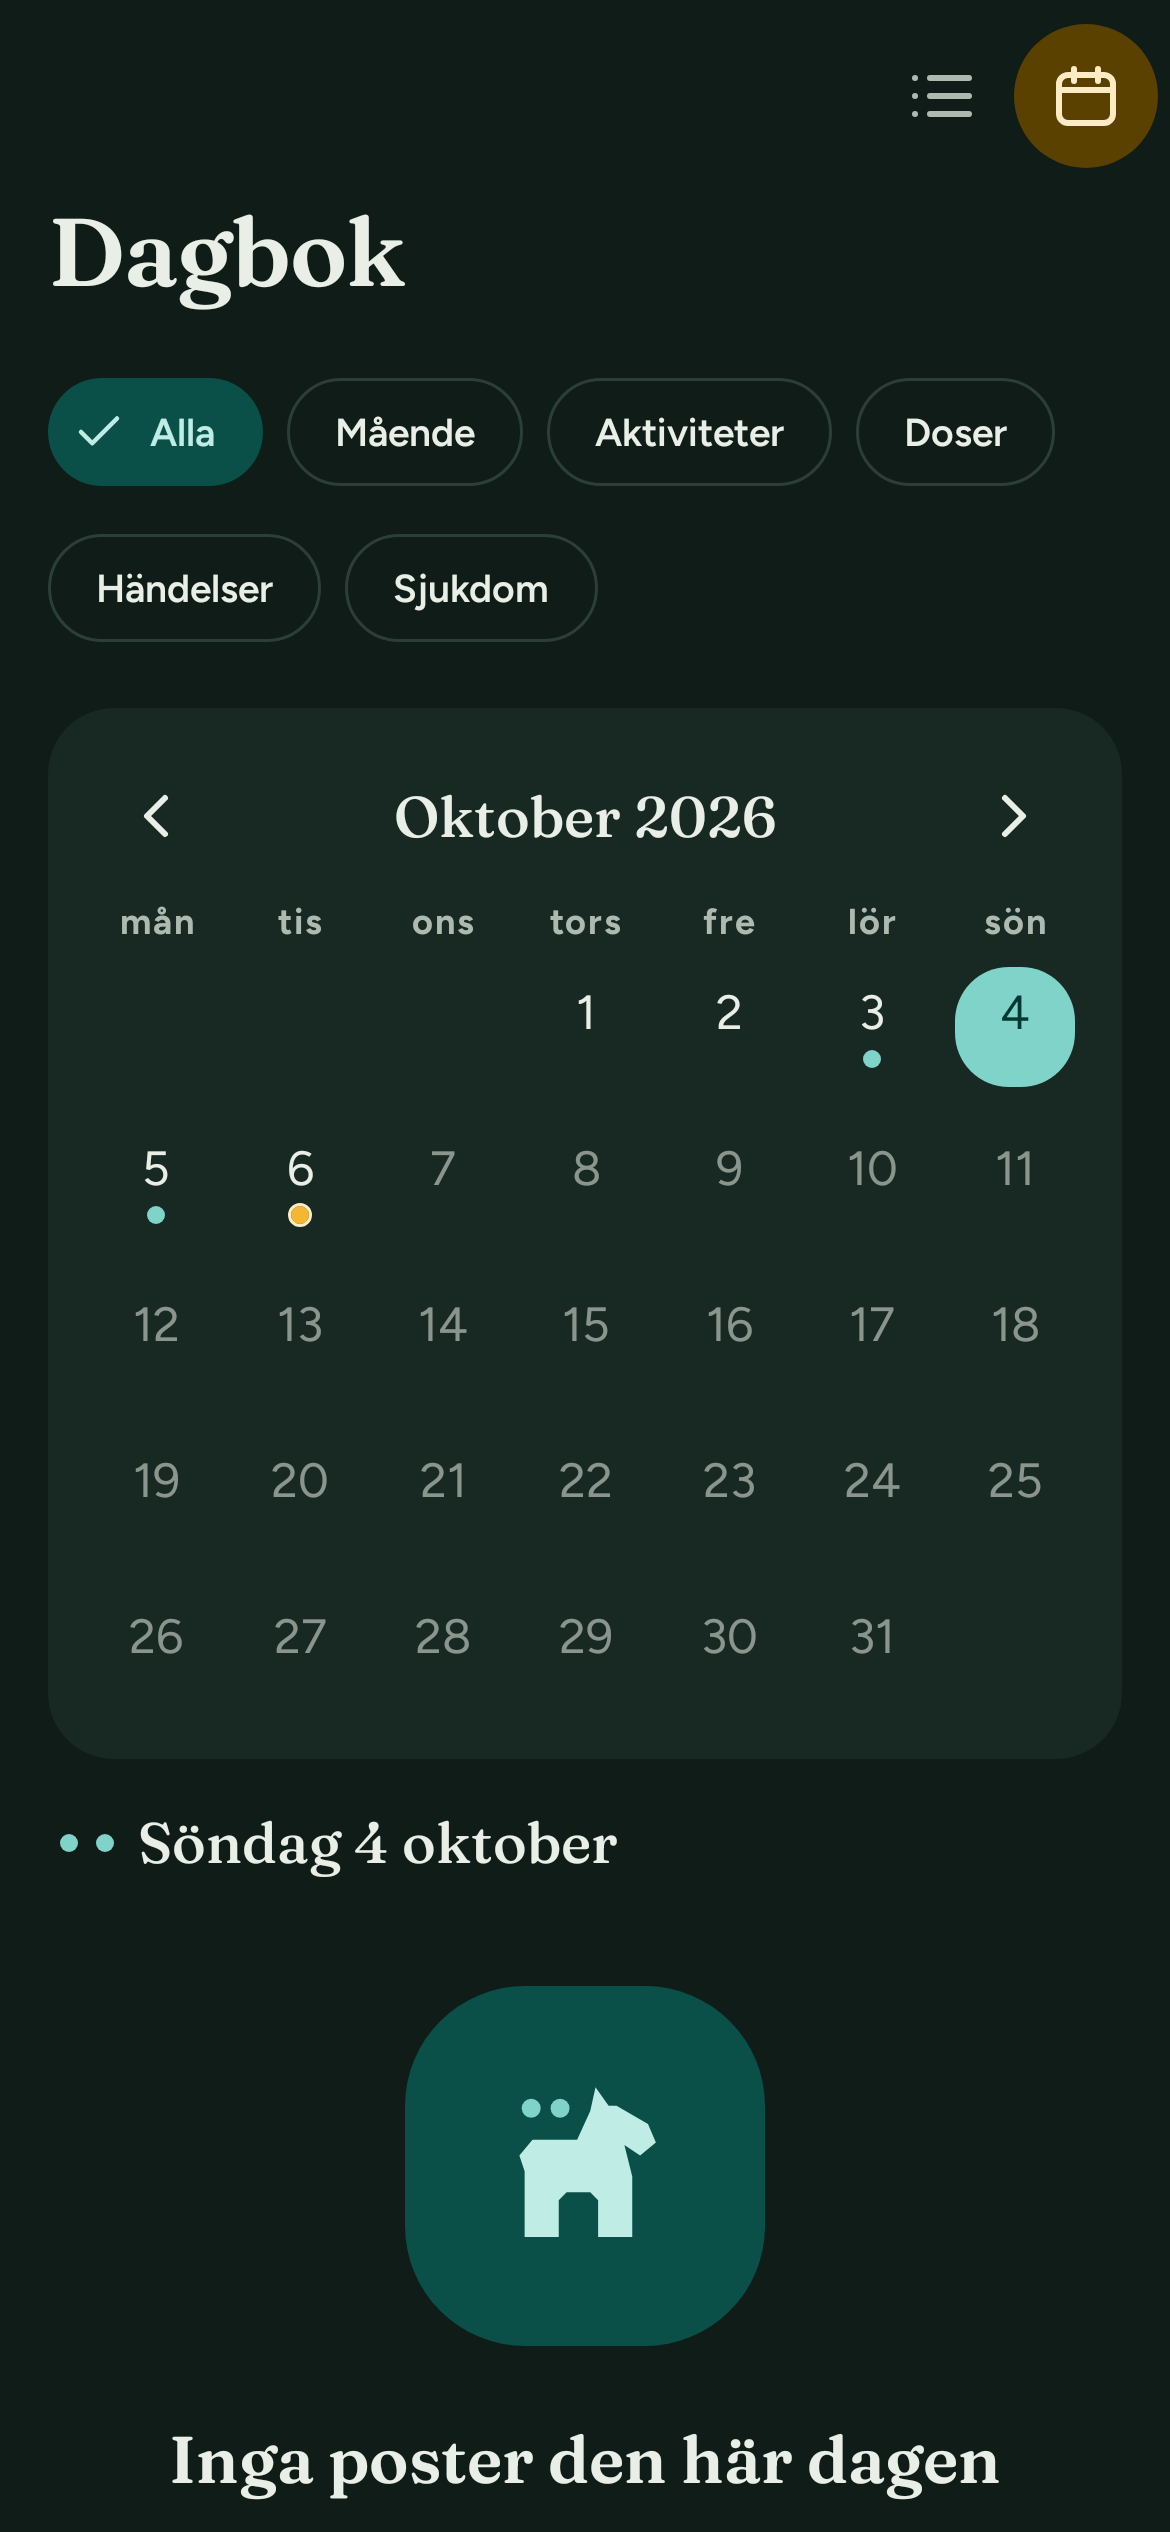 Dagbok
Alla Mående Aktiviteter Doser
Händelser Sjukdom
Oktober 2026
mån tis ons tors fre lör sön
1 2 3 4
5 6 7 8 9 10 11
12 13 14 15 16 17 18
19 20 21 22 23 24 25
26 27 28 29 30 31
Söndag 4 oktober
Inga poster den här dagen